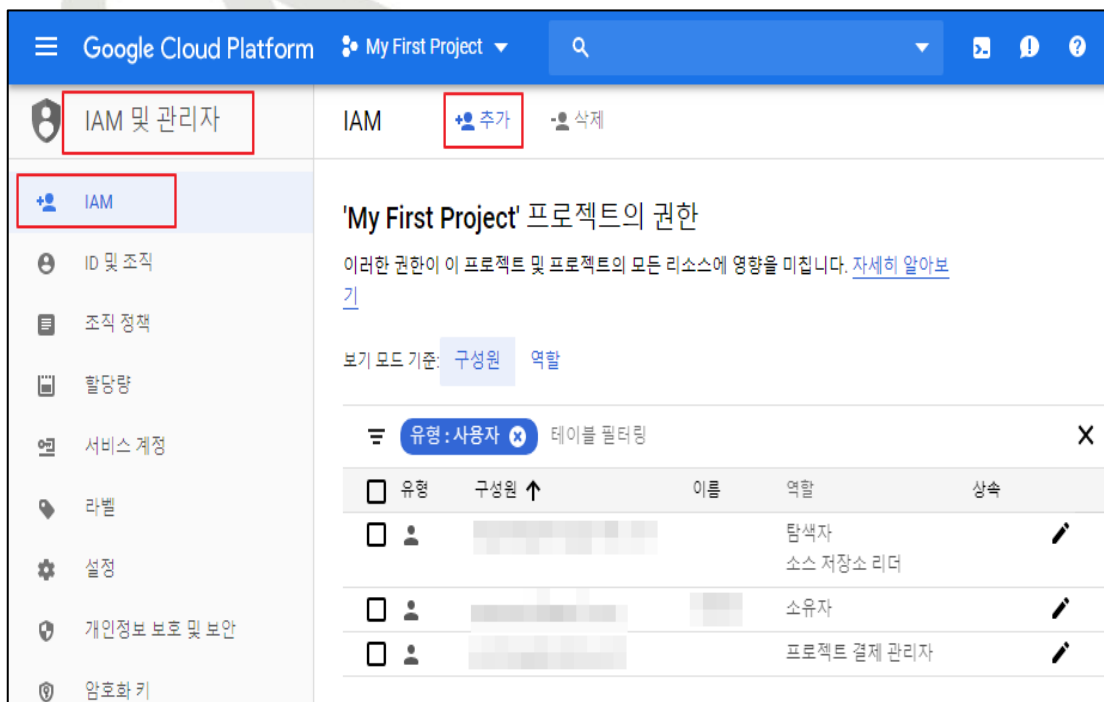 Google Cloud Platform My First Project
IAM 및 관리자 IAM 추가 삭제
IAM
ID 및 조직
조직 정책
할당량
서비스 계정
라벨
설정
개인정보 보호 및 보안
암호화 키
'My First Project' 프로젝트의 권한
이러한 권한이 이 프로젝트 및 프로젝트의 모든 리소스에 영향을 미칩니다. 자세히 알아보
기
보기 모드 기준: 구성원 역할
유형 : 사용자 테이블 필터링
유형 구성원 이름 역할 상속
탐색자
소스 저장소 리더
소유자
프로젝트 결제 관리자